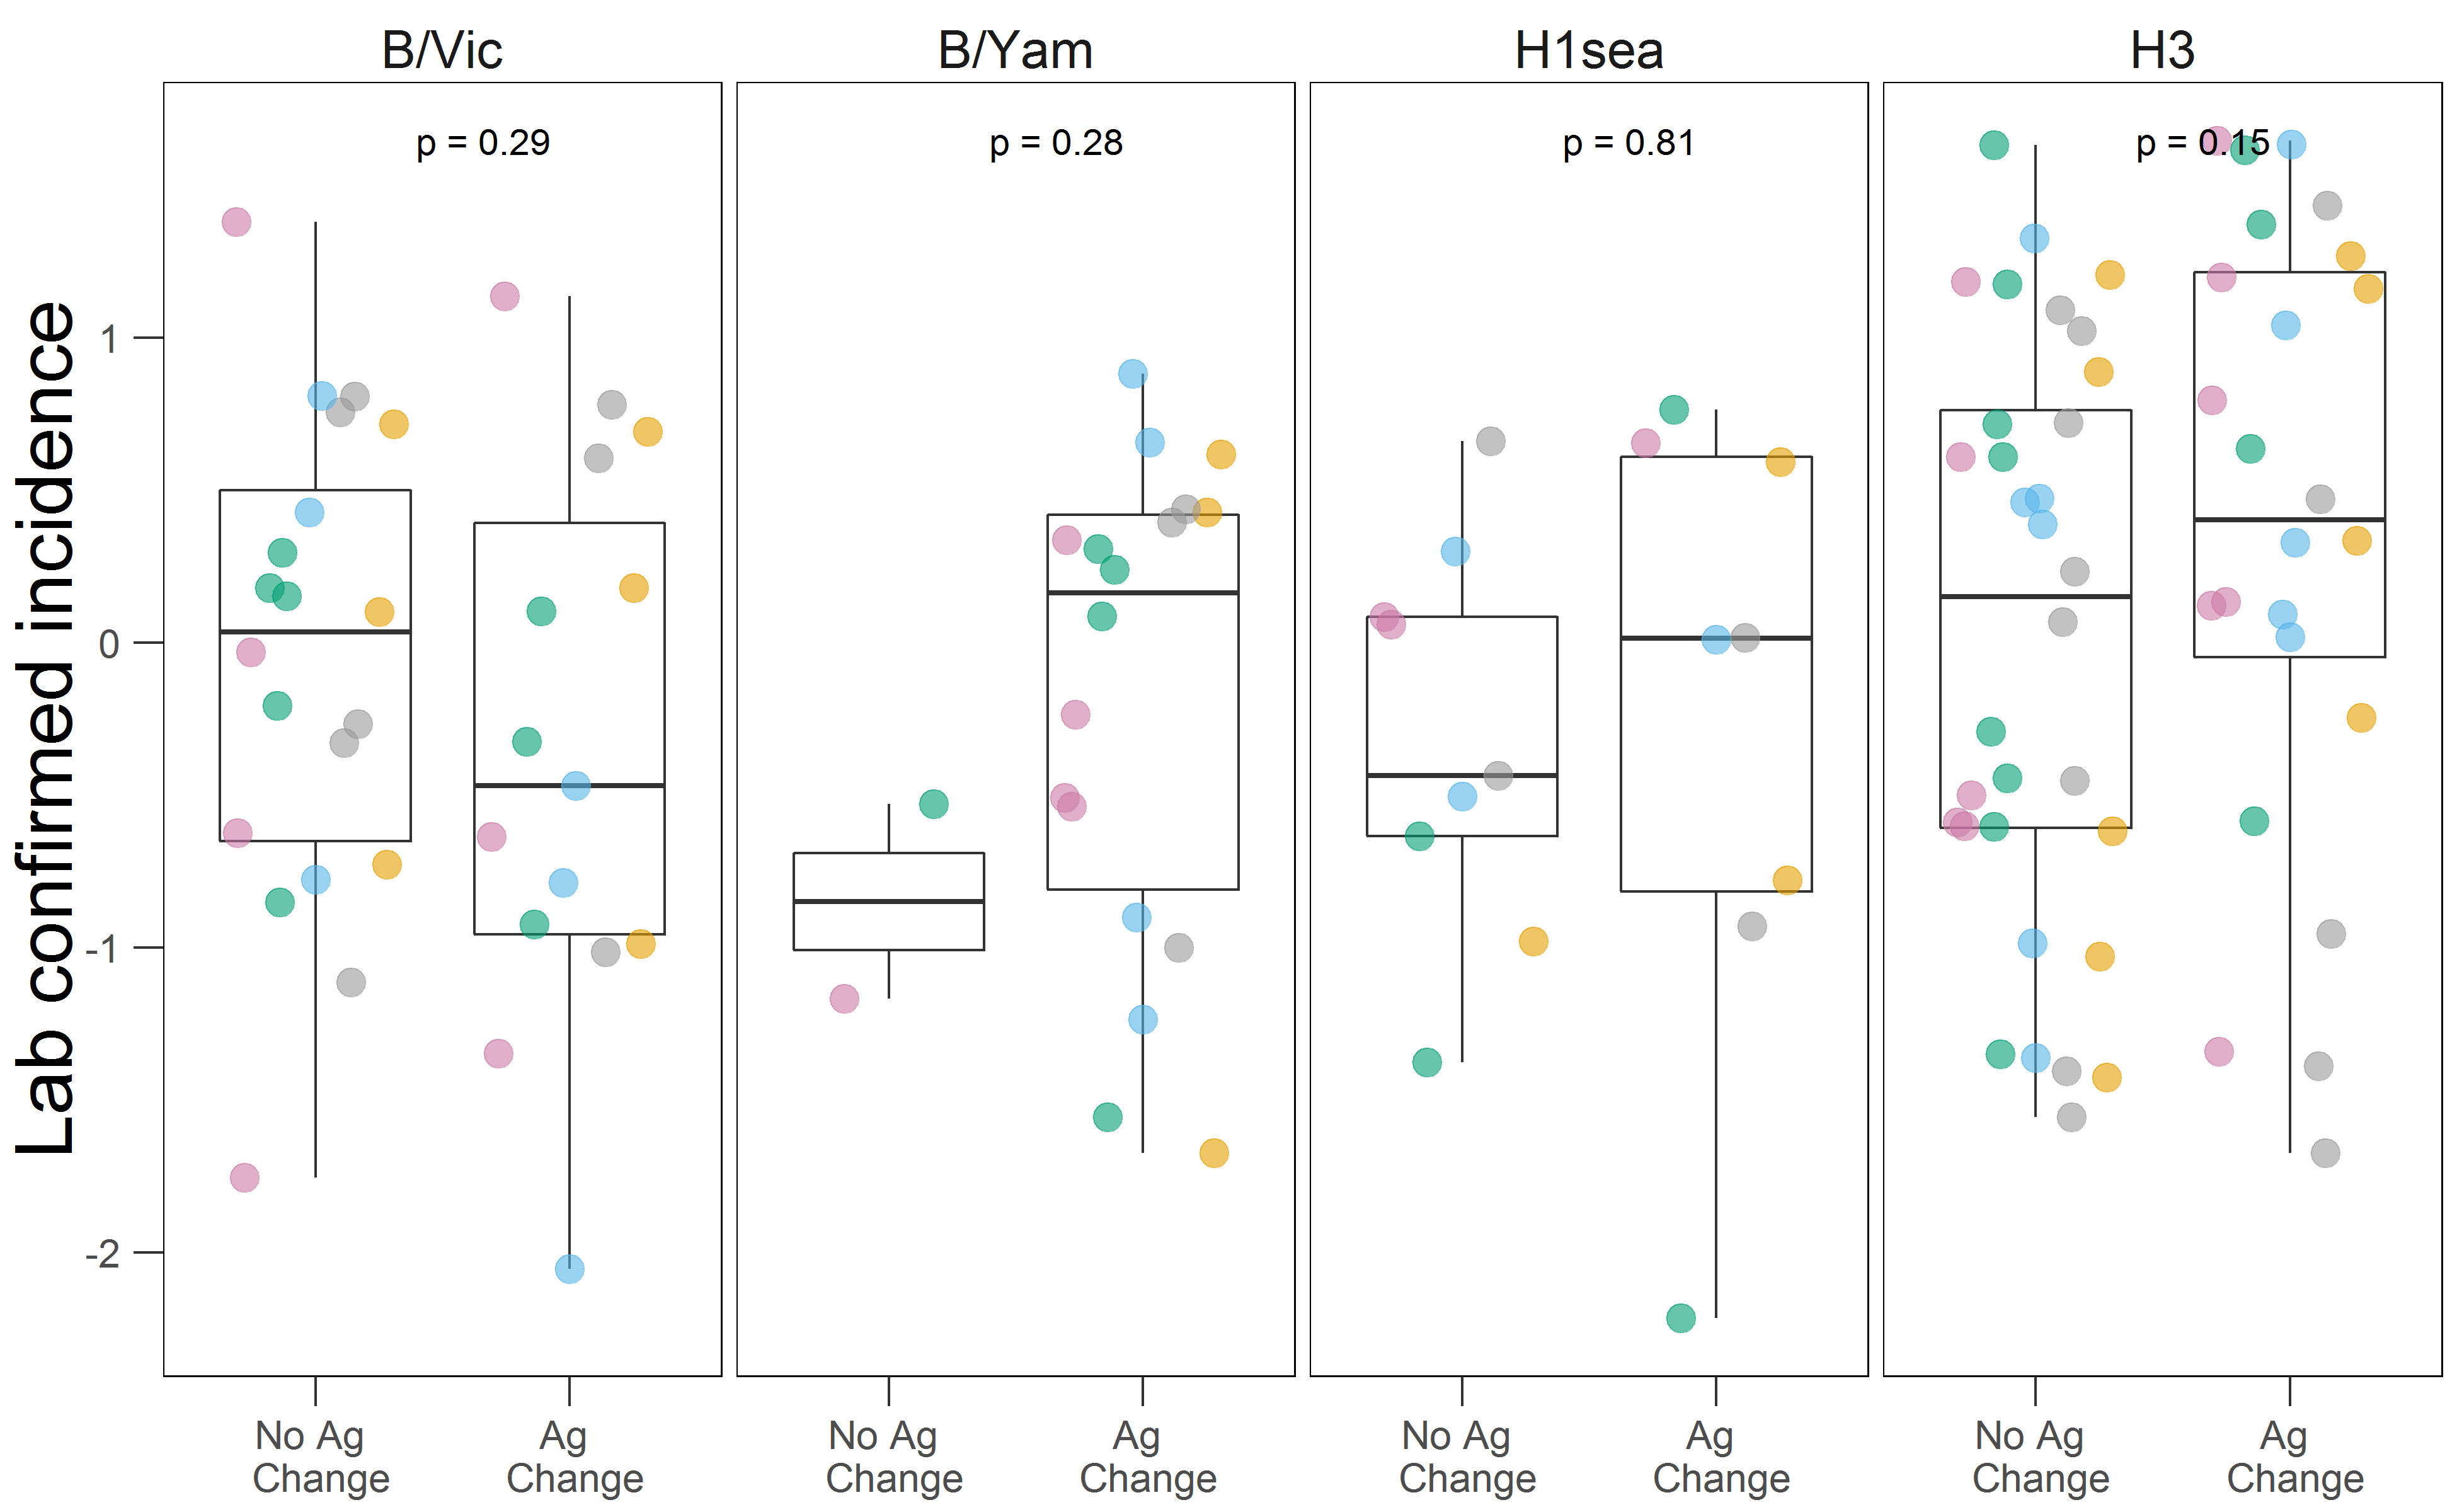 B/Vic B/Yam H1sea H3
p = 0.29 p = 0.28 p = 0.81 p = 0.15
Lab confirmed incidence
1
0
-1
-2
No Ag Ag No Ag Ag No Ag Ag No Ag Ag
Change Change Change Change Change Change Change Change